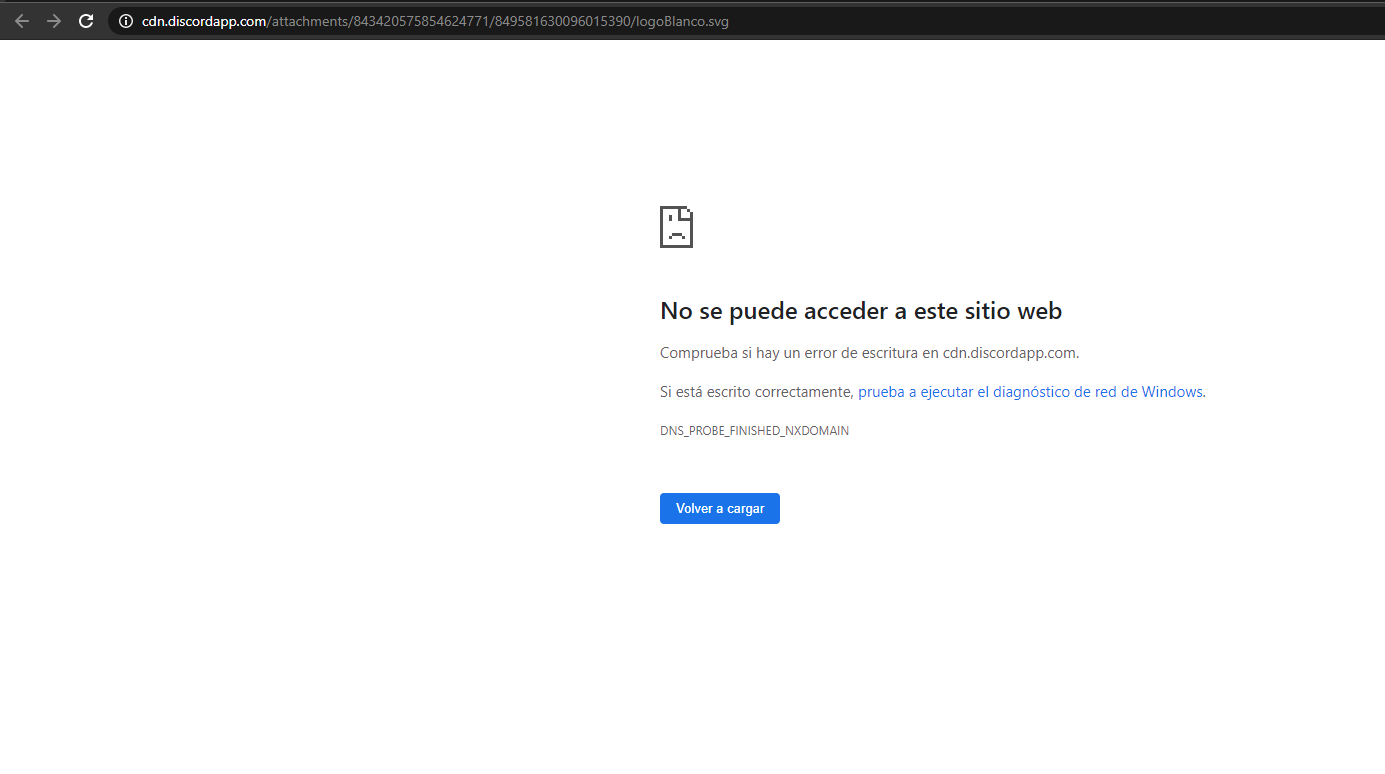 cdn.discordapp.com/attachments/843420575854624771/849581630096015390/logoBlanco.svg
No se puede acceder a este sitio web
Comprueba si hay un error de escritura en cdn.discordapp.com.
Si está escrito correctamente, prueba a ejecutar el diagnóstico de red de Windows.
DNS_PROBE_FINISHED_NXDOMAIN
Volver a cargar